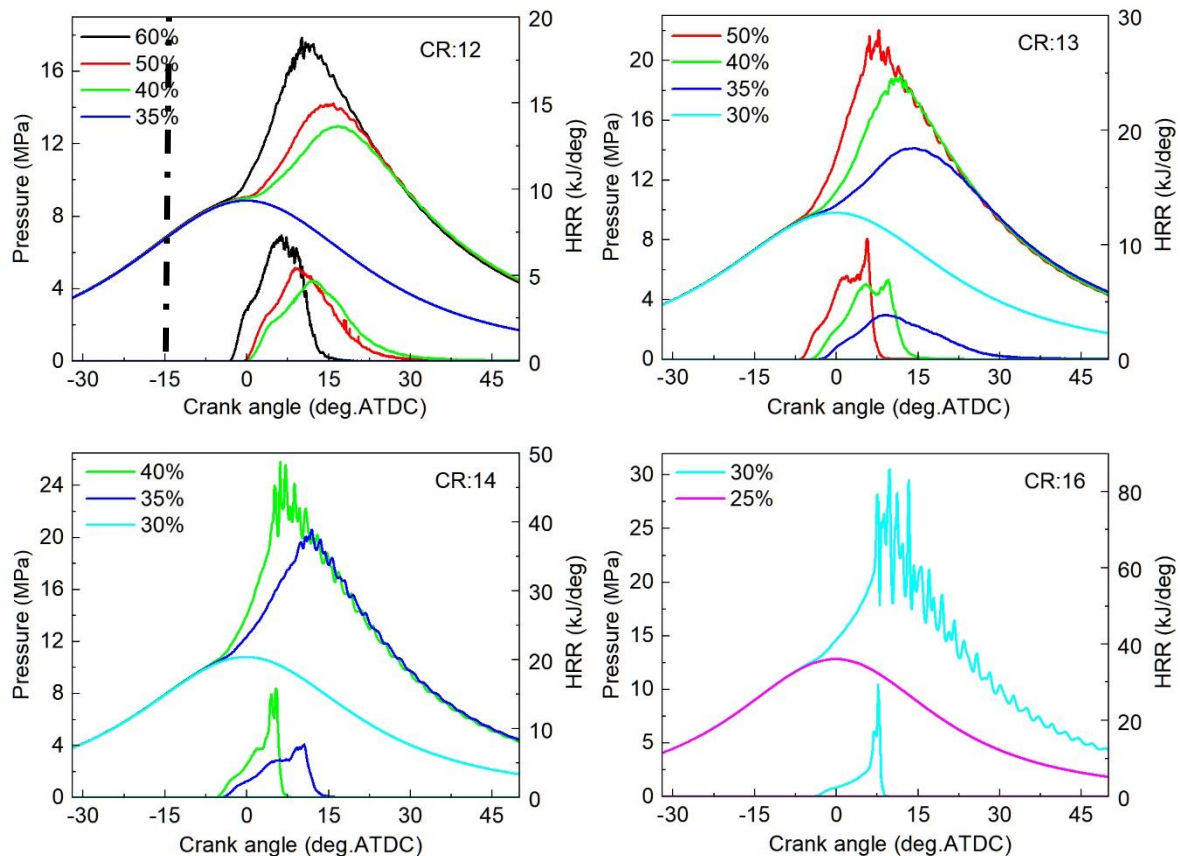 CR:12
60%
50%
40%
35%
Pressure (MPa)
16
12
8
4
0
HRR (kJ/deg)
20
15
10
5
0
-30 -15 0 15 30 45
Crank angle (deg.ATDC)
CR:13
50%
40%
35%
30%
Pressure (MPa)
20
16
12
8
4
0
HRR (kJ/deg)
30
20
10
0
-30 -15 0 15 30 45
Crank angle (deg.ATDC)
CR:14
40%
35%
30%
Pressure (MPa)
24
20
16
12
8
4
0
HRR (kJ/deg)
50
40
30
20
10
0
-30 -15 0 15 30 45
Crank angle (deg.ATDC)
CR:16
30%
25%
Pressure (MPa)
30
25
20
15
10
5
0
HRR (kJ/deg)
80
60
40
20
0
-30 -15 0 15 30 45
Crank angle (deg.ATDC)